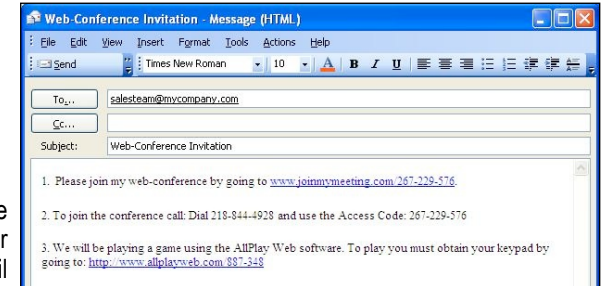 Web-Conference Invitation - Message (HTML)
File Edit View Insert Format Tools Actions Help
Send Times New Roman 10 A B I U
To... salesteam@mycompany.com
Cc...
Subject: Web-Conference Invitation
1. Please join my web-conference by going to www.joinmymeeting.com/267-229-576.
2. To join the conference call: Dial 218-844-4928 and use the Access Code: 267-229-576
3. We will be playing a game using the AllPlay Web software. To play you must obtain your keypad by
going to: http://www.allplayweb.com/887-348